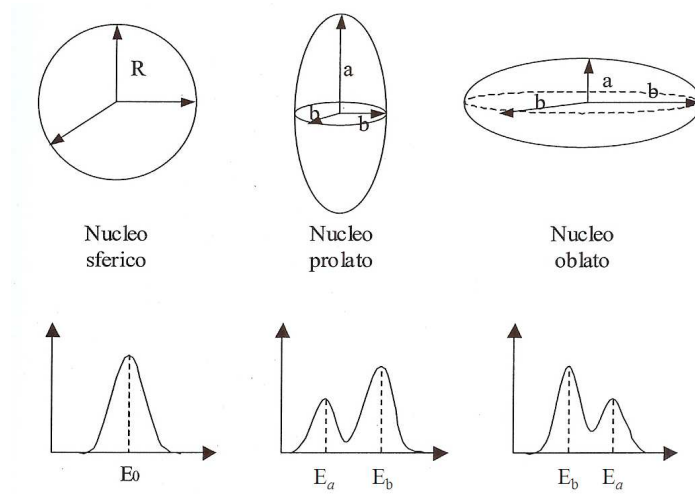 R
a
b
b
a
b
b
Nucleo
sferico
Nucleo
prolato
Nucleo
oblato
E0
Ea
Eb
Eb
Ea